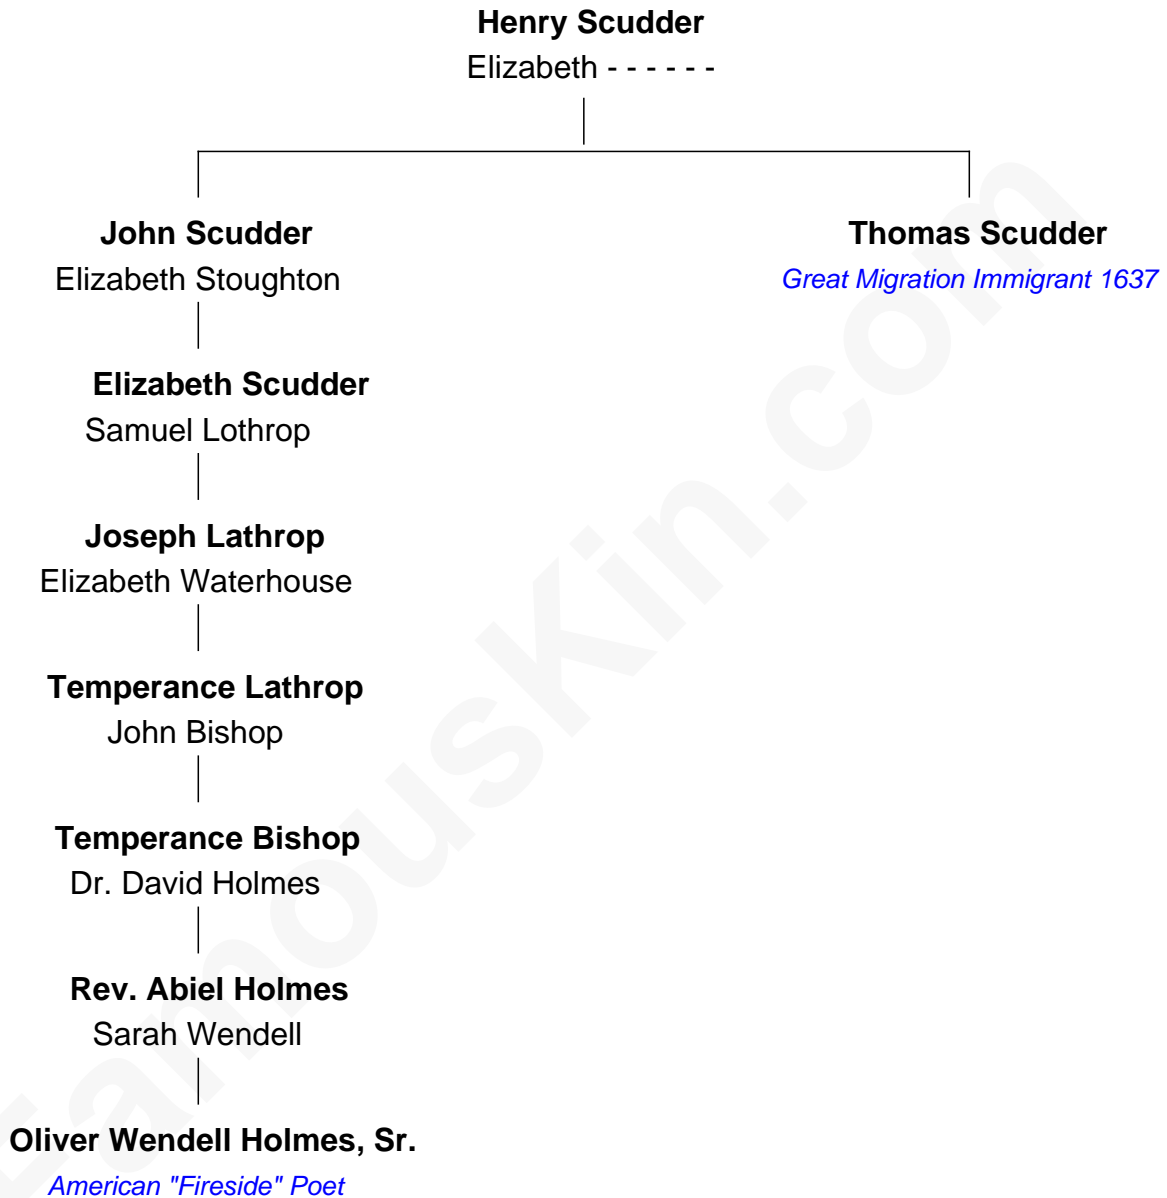 Henry Scudder
Elizabeth - - - - - -
John Scudder
Elizabeth Stoughton
Thomas Scudder
Great Migration Immigrant 1637
Elizabeth Scudder
Samuel Lothrop
Joseph Lathrop
Elizabeth Waterhouse
Temperance Lathrop
John Bishop
Temperance Bishop
Dr. David Holmes
Rev. Abiel Holmes
Sarah Wendell
Oliver Wendell Holmes, Sr.
American "Fireside" Poet
FamousKin.com